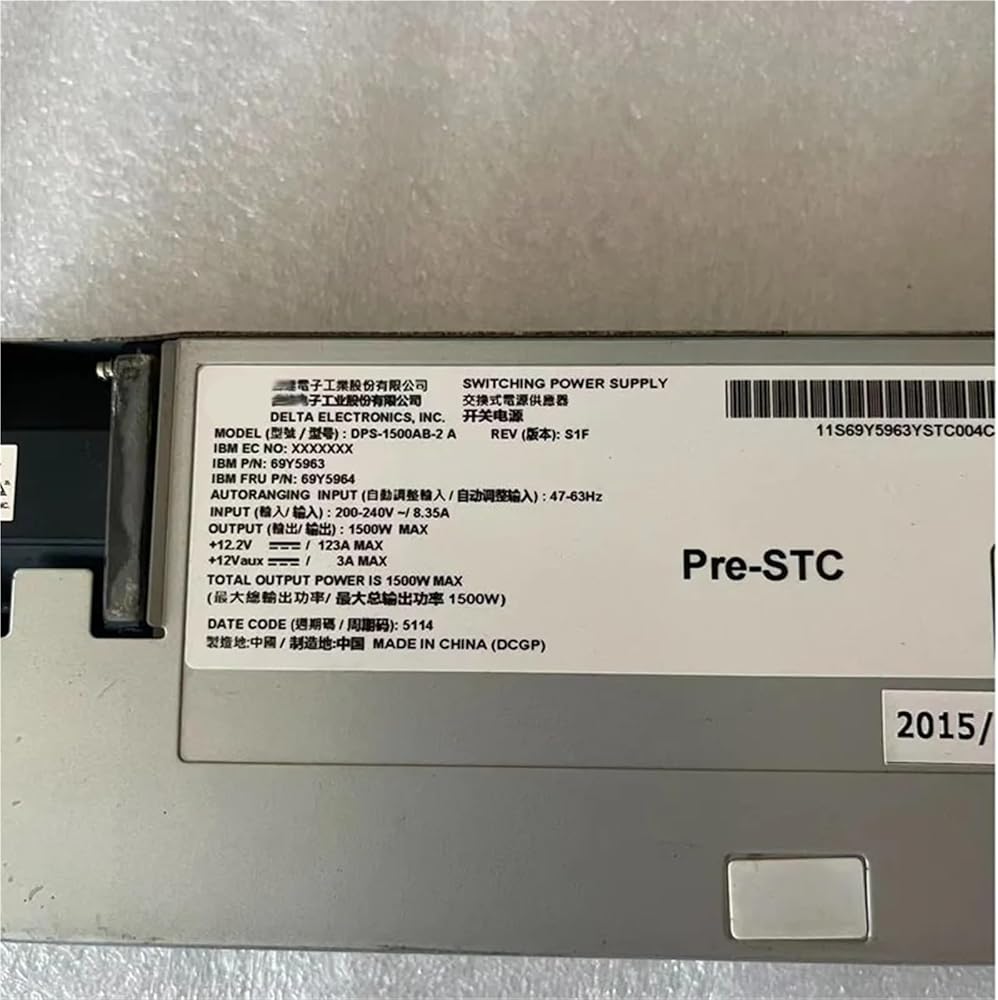 電子工業股份有限公司
电子工业股份有限公司
DELTA ELECTRONICS, INC.
SWITCHING POWER SUPPLY
交換式電源供應器
开关电源
MODEL (型號 / 型号) : DPS-1500AB-2 A REV (版本): S1F
IBM EC NO: XXXXXXX
IBM P/N: 69Y5963
IBM FRU P/N: 69Y5964
AUTORANGING INPUT (自動調整輸入 / 自动调整输入) : 47-63Hz
INPUT (輸入/ 输入) : 200-240V ~/ 8.35A
OUTPUT (輸出/ 输出) : 1500W MAX
+12.2V / 123A MAX
+12Vaux / 3A MAX
TOTAL OUTPUT POWER IS 1500W MAX
(最大總輸出功率/ 最大总输出功率 1500W)
DATE CODE (週期碼 / 周期码): 5114
製造地:中國 / 制造地:中国 MADE IN CHINA (DCGP)
11S69Y5963YSTC004C
Pre-STC
2015/